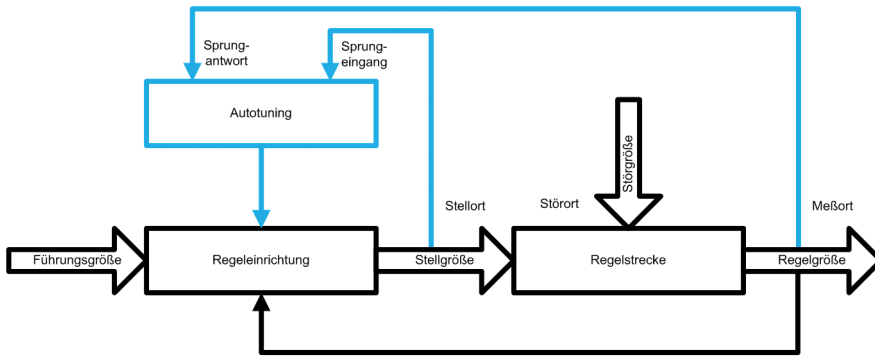 Sprung-
antwort
Sprung-
eingang
Autotuning
Störgröße
Stellort
Störort
Meßort
Führungsgröße
Regeleinrichtung
Stellgröße
Regelstrecke
Regelgröße